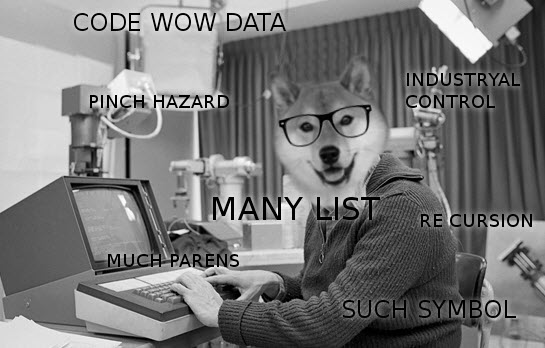 CODE WOW DATA
INDUSTRYAL
CONTROL
PINCH HAZARD
MANY LIST
RE CURSION
MUCH PARENS
SUCH SYMBOL